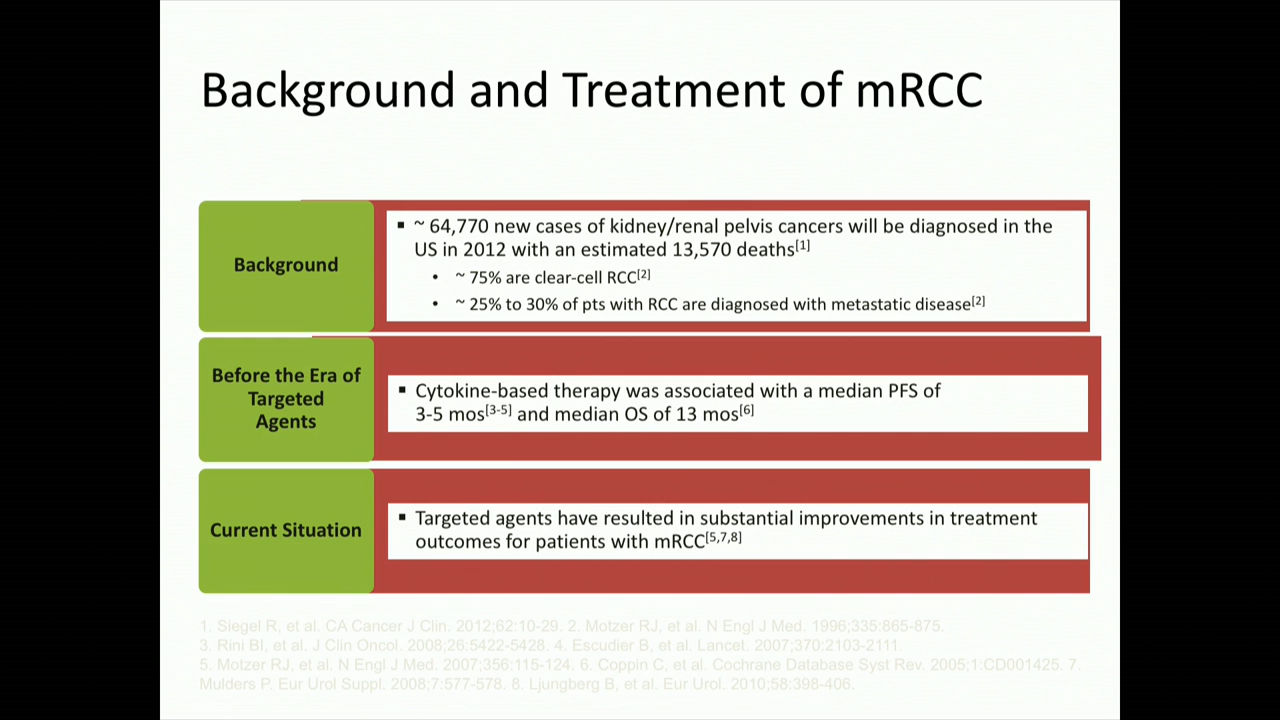 Background and Treatment of mRCC
Background
▪ ~ 64,770 new cases of kidney/renal pelvis cancers will be diagnosed in the
US in 2012 with an estimated 13,570 deaths[1]
• ~ 75% are clear-cell RCC[2]
• ~ 25% to 30% of pts with RCC are diagnosed with metastatic disease[2]
Before the Era of
Targeted
Agents
▪ Cytokine-based therapy was associated with a median PFS of
3-5 mos[3-5] and median OS of 13 mos[6]
Current Situation
▪ Targeted agents have resulted in substantial improvements in treatment
outcomes for patients with mRCC[5,7,8]
1. Siegel R, et al. CA Cancer J Clin. 2012;62:10-29. 2. Motzer RJ, et al. N Engl J Med. 1996;335:865-875.
3. Rini BI, et al. J Clin Oncol. 2008;26:5422-5428. 4. Escudier B, et al. Lancet. 2007;370:2103-2111.
5. Motzer RJ, et al. N Engl J Med. 2007;356:115-124. 6. Coppin C, et al. Cochrane Database Syst Rev. 2005;1:CD001425. 7.
Mulders P. Eur Urol Suppl. 2008;7:577-578. 8. Ljungberg B, et al. Eur Urol. 2010;58:398-406.